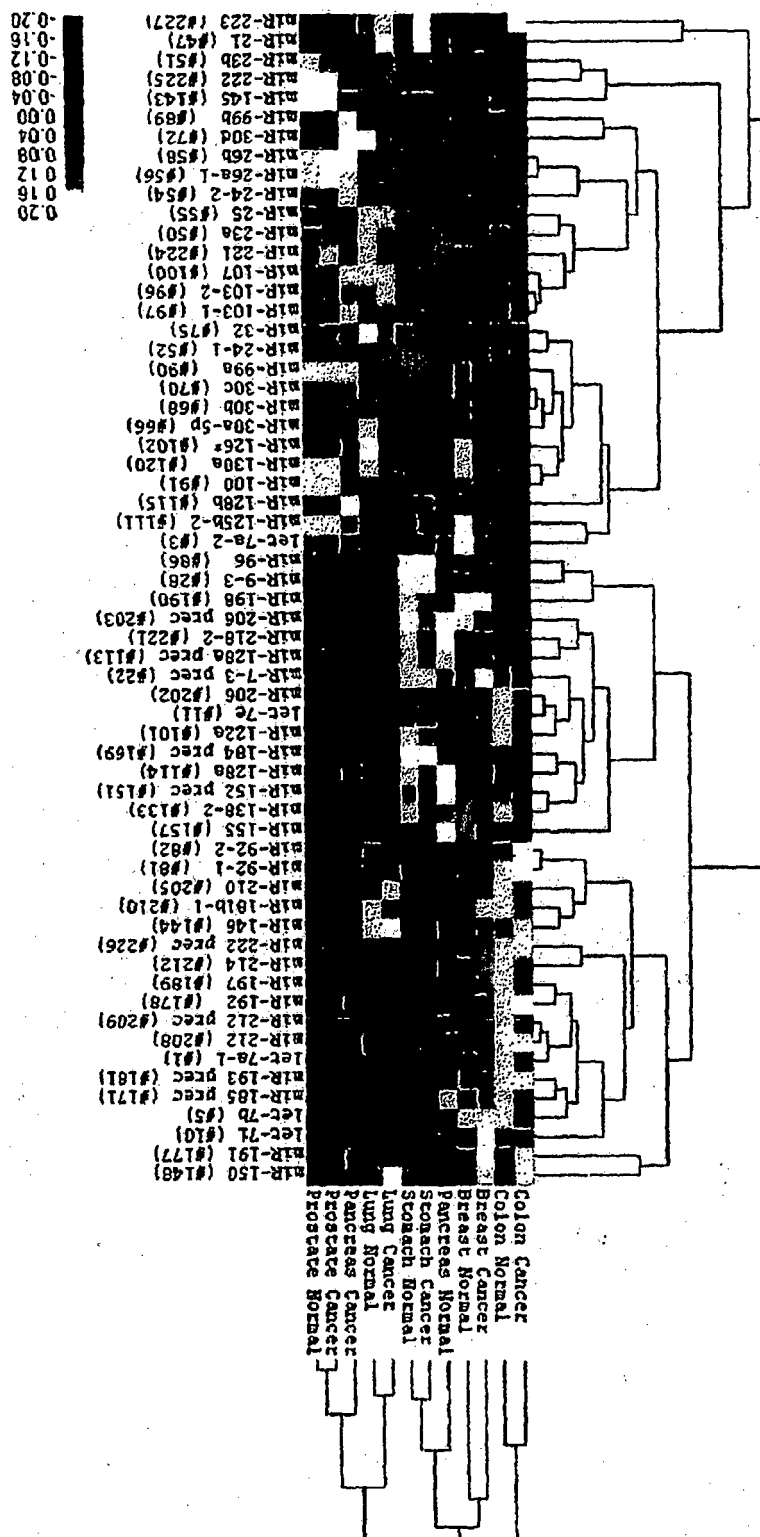 -0.20
-0.16
-0.12
-0.08
-0.04
0.00
0.04
0.08
0.12
0.16
0.20
miR-223 (#227)
miR-21 (#47)
miR-23b (#51)
miR-222 (#225)
miR-145 (#143)
miR-99b (#89)
miR-30d (#72)
miR-26b (#58)
miR-26a-1 (#56)
miR-24-2 (#54)
miR-25 (#55)
miR-23a (#50)
miR-221 (#224)
miR-107 (#100)
miR-103-2 (#96)
miR-103-1 (#97)
miR-32 (#75)
miR-24-1 (#52)
miR-99a (#90)
miR-30c (#70)
miR-30b (#68)
miR-30a-5p (#66)
miR-126* (#102)
miR-130a (#120)
miR-100 (#91)
miR-128b (#115)
miR-125b-2 (#111)
let-7a-2 (#3)
miR-96 (#86)
miR-9-3 (#28)
miR-198 (#190)
miR-206 prec (#203)
miR-218-2 (#221)
miR-128a prec (#113)
miR-7-3 prec (#22)
miR-206 (#202)
let-7e (#11)
miR-122a (#101)
miR-184 prec (#169)
miR-128a (#114)
miR-152 prec (#151)
miR-138-2 (#133)
miR-155 (#157)
miR-92-2 (#82)
miR-92-1 (#81)
miR-210 (#205)
miR-181b-1 (#210)
miR-146 (#144)
miR-222 prec (#226)
miR-214 (#212)
miR-197 (#189)
miR-192 (#178)
miR-212 prec (#209)
miR-212 (#208)
let-7a-1 (#1)
miR-193 prec (#181)
miR-185 prec (#171)
let-7b (#5)
let-7i (#10)
miR-191 (#177)
miR-150 (#148)
Prostate Normal
Prostate Cancer
Pancreas Cancer
Lung Normal
Lung Cancer
Stomach Normal
Stomach Cancer
Pancreas Normal
Breast Normal
Breast Cancer
Colon Normal
Colon Cancer